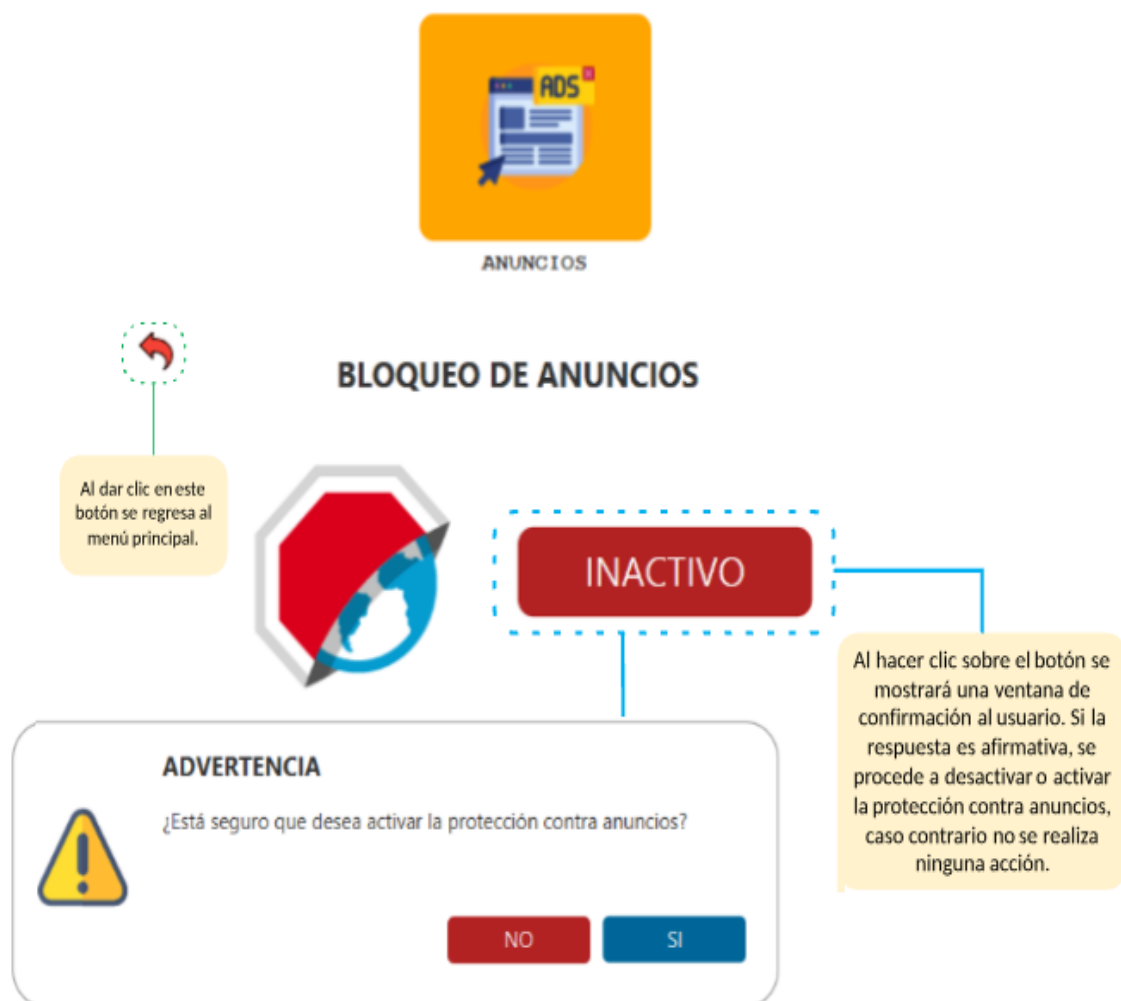 ADS
ANUNCIOS
BLOQUEO DE ANUNCIOS
Al dar clic en este
botón se regresa al
menú principal.
INACTIVO
Al hacer clic sobre el botón se
mostrará una ventana de
confirmación al usuario. Si la
respuesta es afirmativa, se
procede a desactivar o activar
la protección contra anuncios,
caso contrario no se realiza
ninguna acción.
ADVERTENCIA
¿Está seguro que desea activar la protección contra anuncios?
NO
SI